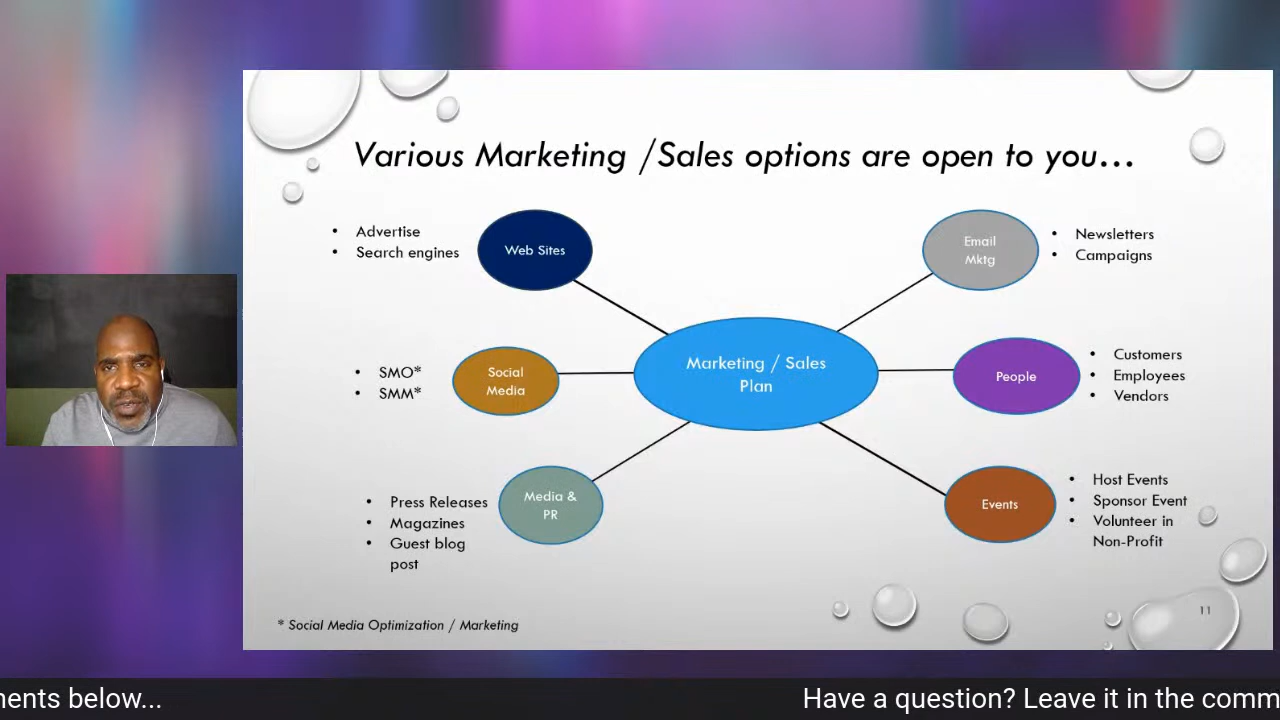 Various Marketing /Sales options are open to you...
• Advertise
• Search engines
Web Sites
Email
Mktg
• Newsletters
• Campaigns
Marketing / Sales
Plan
• SMO*
• SMM*
Social
Media
People
• Customers
• Employees
• Vendors
• Press Releases
• Magazines
• Guest blog
post
Media &
PR
Events
• Host Events
• Sponsor Event
• Volunteer in
Non-Profit
* Social Media Optimization / Marketing
11
nents below...
Have a question? Leave it in the comm